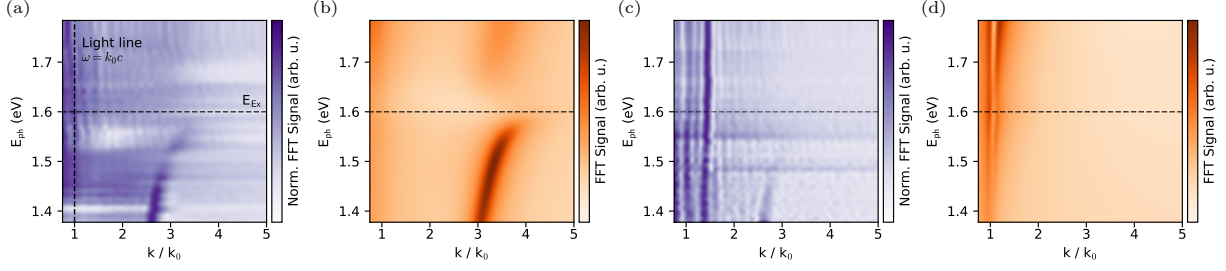 (a)
Light line
ω = k₀c
E_Ex
E_ph (eV)
1.7
1.6
1.5
1.4
1 2 3 4 5
k / k₀
Norm. FFT Signal (arb. u.)
(b)
E_ph (eV)
1.7
1.6
1.5
1.4
1 2 3 4 5
k / k₀
FFT Signal (arb. u.)
(c)
E_ph (eV)
1.7
1.6
1.5
1.4
1 2 3 4 5
k / k₀
Norm. FFT Signal (arb. u.)
(d)
E_ph (eV)
1.7
1.6
1.5
1.4
1 2 3 4 5
k / k₀
FFT Signal (arb. u.)